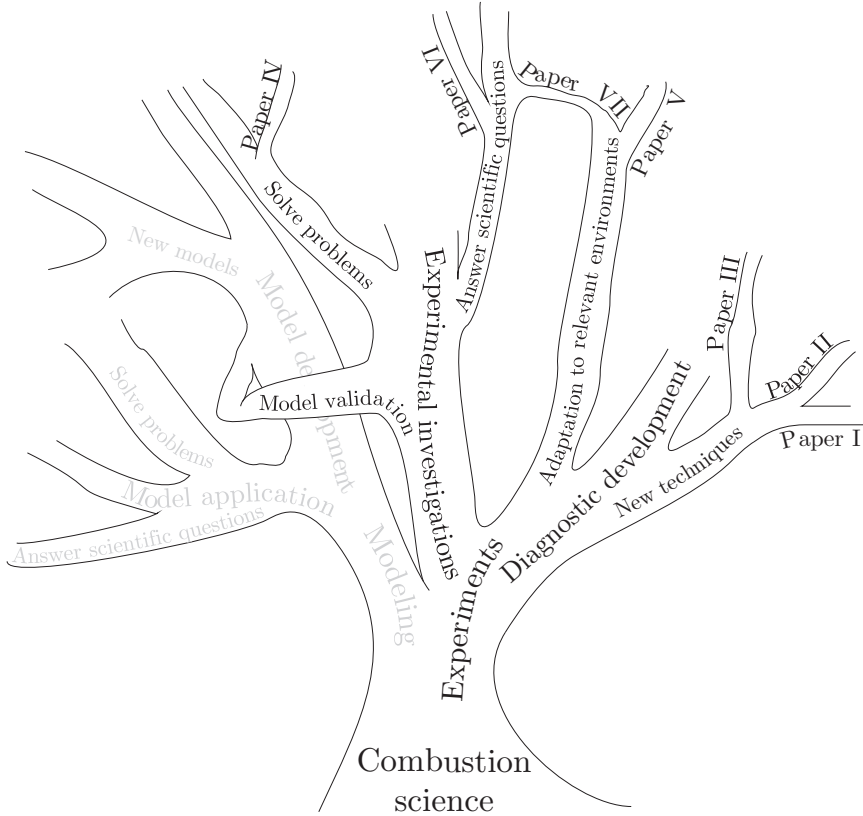 Paper VI
Paper VII
Paper IV
Paper V
Answer scientific questions
Solve problems
New models
Adaptation to relevant environments
Experimental investigations
Model development
Paper III
Paper II
Paper I
Solve problems
Model validation
Diagnostic development
New techniques
Model application
Answer scientific questions
Modeling
Experiments
Combustion
science